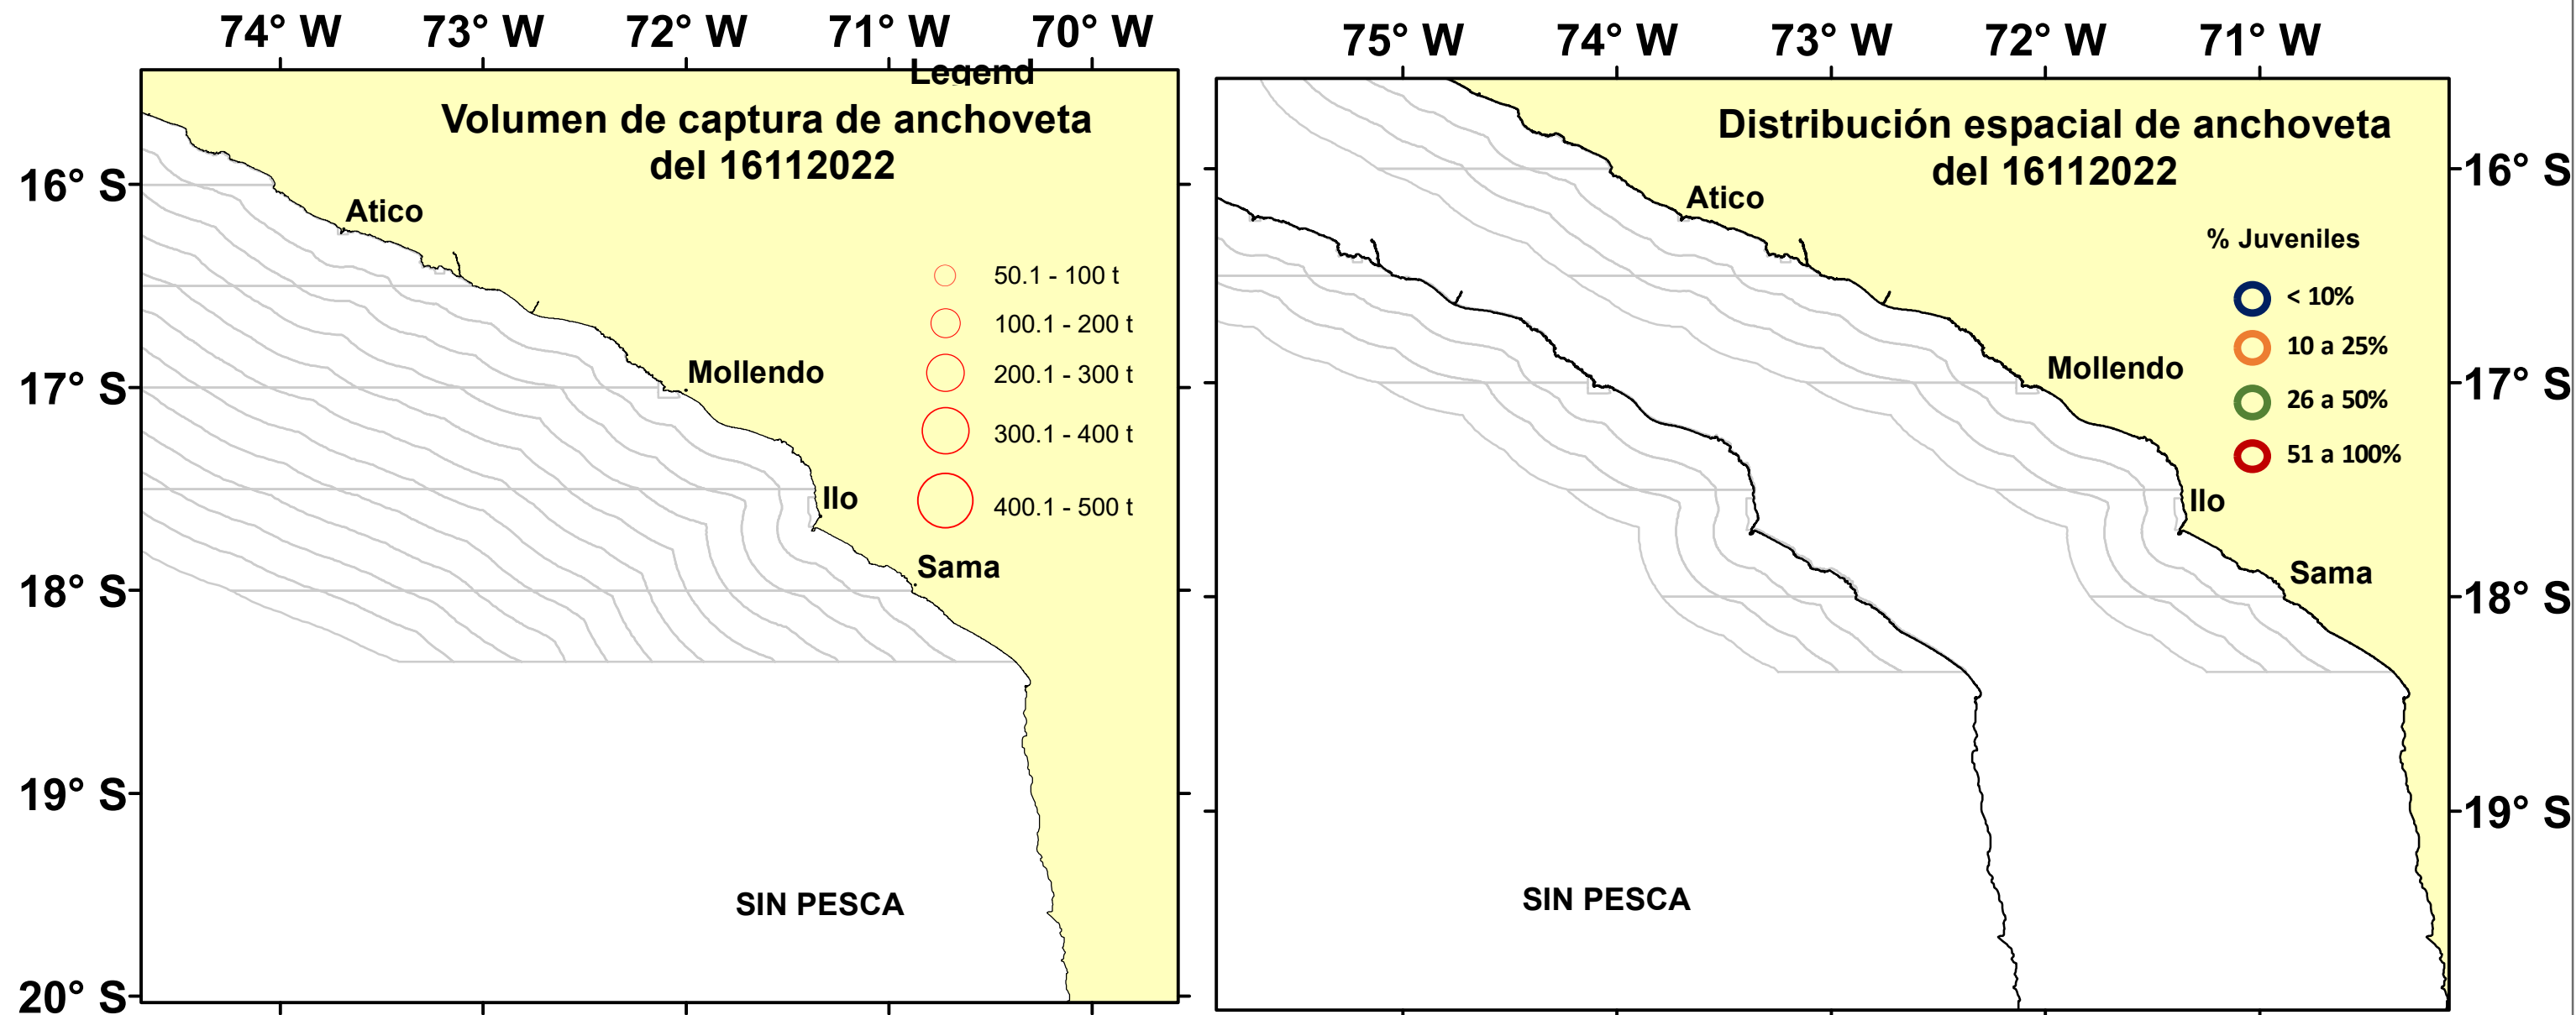 74° W 73° W 72° W 71° W 70° W
Legend
Volumen de captura de anchoveta
del 16112022
16° S
Atico
50.1 - 100 t
100.1 - 200 t
Mollendo
200.1 - 300 t
17° S
300.1 - 400 t
Ilo
400.1 - 500 t
Sama
18° S
19° S
SIN PESCA
20° S
75° W 74° W 73° W 72° W 71° W
Distribución espacial de anchoveta
del 16112022
16° S
Atico
% Juveniles
< 10%
10 a 25%
Mollendo
17° S
26 a 50%
51 a 100%
Ilo
Sama
18° S
19° S
SIN PESCA